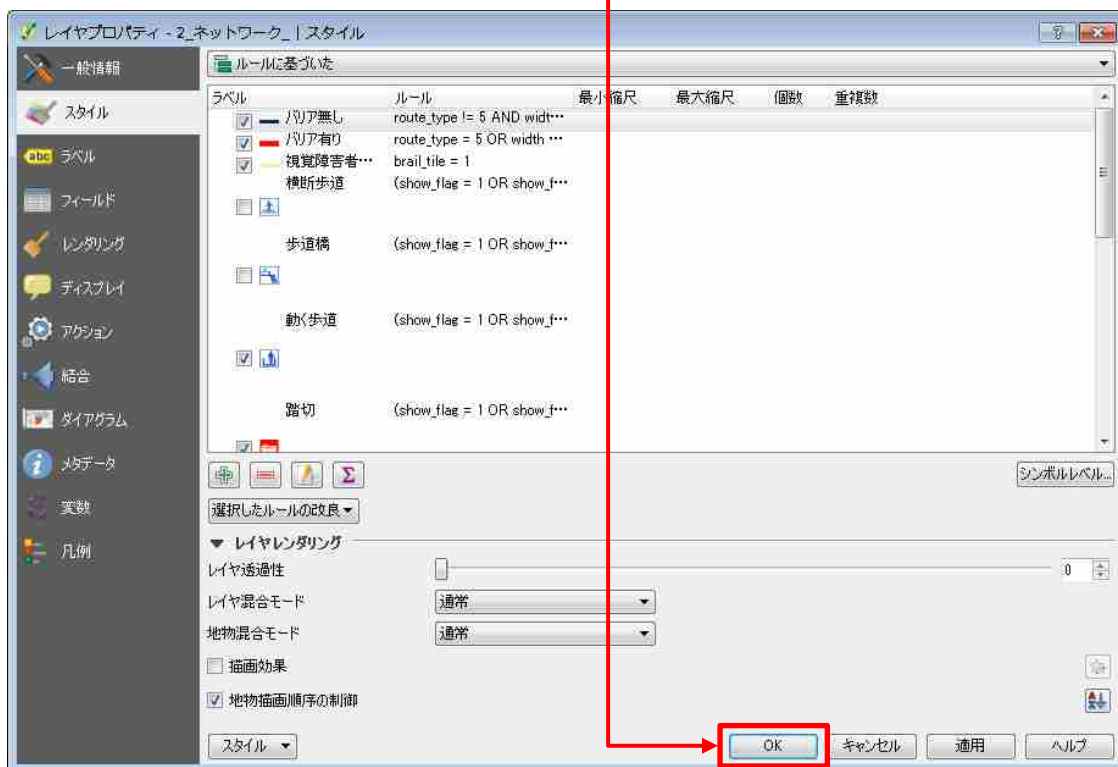 レイヤプロパティ - 2_ネットワーク_ | スタイル
一般情報
スタイル
abc ラベル
フィールド
レンダリング
ディスプレイ
アクション
結合
ダイアグラム
メタデータ
変数
凡例
ルールに基づいた
ラベル ルール 最小縮尺 最大縮尺 個数 重複数
バリア無し route_type != 5 AND widt…
バリア有り route_type = 5 OR width …
視覚障害者… brail_tile = 1
横断歩道 (show_flag = 1 OR show_f…
歩道橋 (show_flag = 1 OR show_f…
動く歩道 (show_flag = 1 OR show_f…
踏切 (show_flag = 1 OR show_f…
Σ
シンボルレベル...
選択したルールの改良
レイヤレンダリング
レイヤ透過性 0
レイヤ混合モード 通常
地物混合モード 通常
描画効果
地物描画順序の制御
スタイル OK キャンセル 適用 ヘルプ